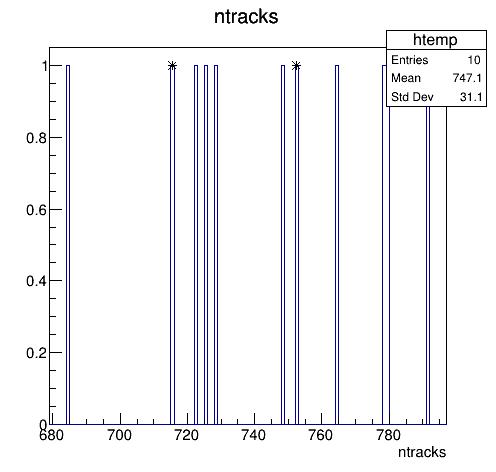 ntracks
htemp
Entries 10
Mean 747.1
Std Dev 31.1
1
0.8
0.6
0.4
0.2
0
680 700 720 740 760 780
ntracks